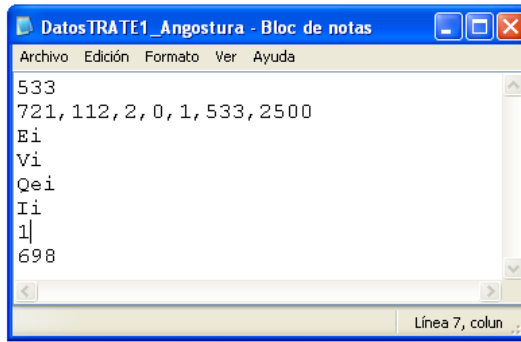 DatosTRATE1_Angostura - Bloc de notas
Archivo Edición Formato Ver Ayuda
533
721,112,2,0,1,533,2500
Ei
Vi
Qei
Ii
1
698
Línea 7, colun